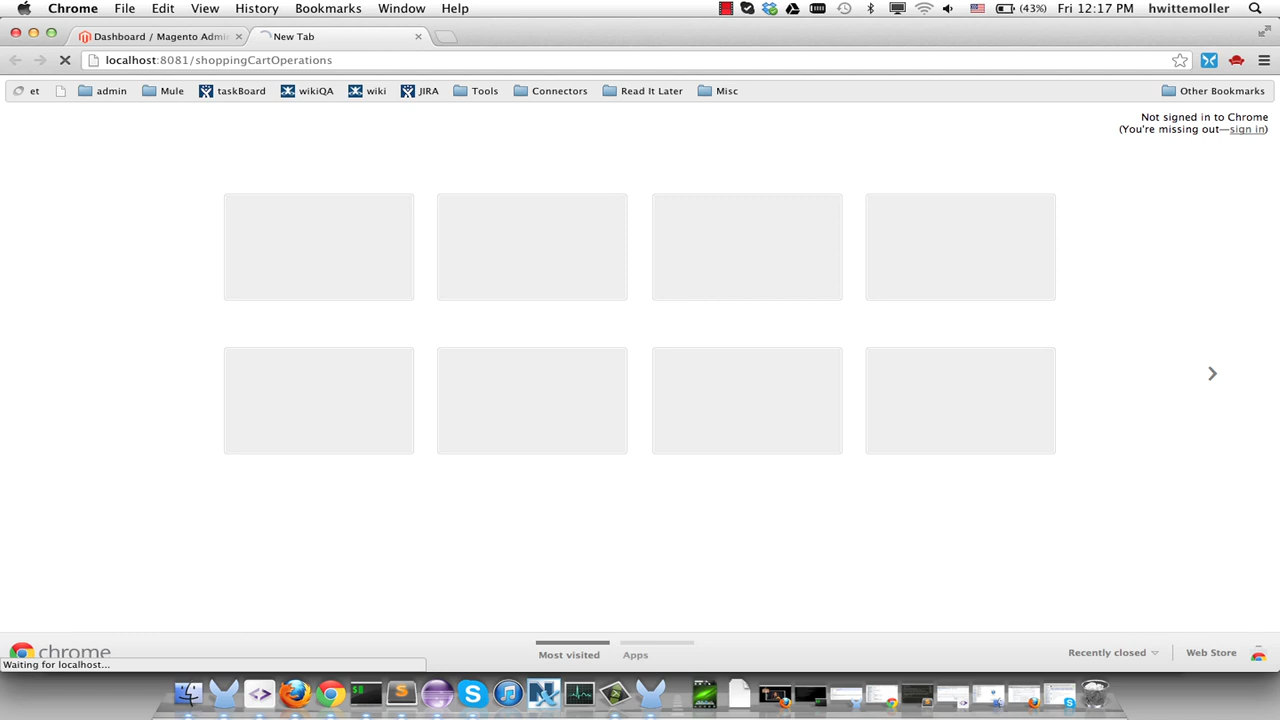 Chrome File Edit View History Bookmarks Window Help (43%) Fri 12:17 PM hwittemoller
Dashboard / Magento Admin New Tab
localhost:8081/shoppingCartOperations
et admin Mule taskBoard wikiQA wiki JIRA Tools Connectors Read It Later Misc Other Bookmarks
Not signed in to Chrome
(You're missing out—sign in)
chrome Most visited Apps Recently closed Web Store
Waiting for localhost...